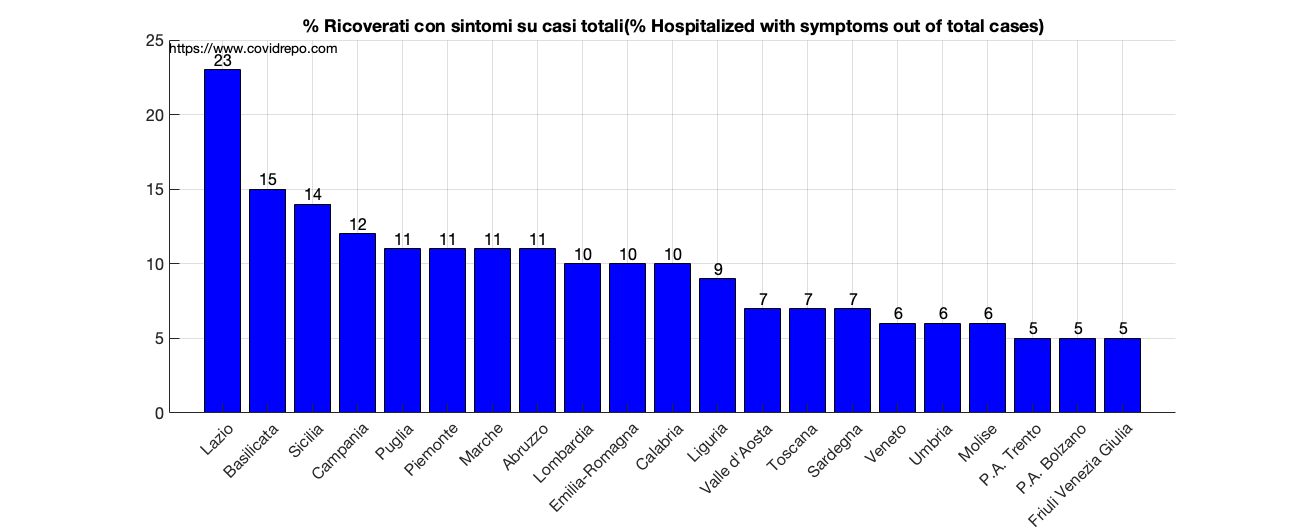 % Ricoverati con sintomi su casi totali(% Hospitalized with symptoms out of total cases)
https://www.covidrepo.com
25
20
15
10
5
0
23
15
14
12
11
11
11
11
10
10
10
9
7
7
7
6
6
6
5
5
5
Lazio
Basilicata
Sicilia
Campania
Puglia
Piemonte
Marche
Abruzzo
Lombardia
Emilia-Romagna
Calabria
Liguria
Valle d'Aosta
Toscana
Sardegna
Veneto
Umbria
Molise
P.A. Trento
P.A. Bolzano
Friuli Venezia Giulia